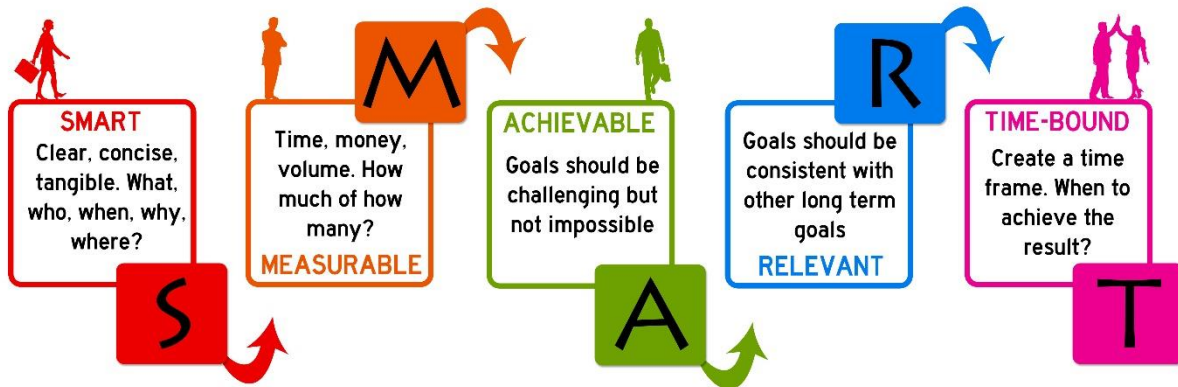 SMART
Clear, concise,
tangible. What,
who, when, why,
where?
S
M
Time, money,
volume. How
much of how
many?
MEASURABLE
ACHIEVABLE
Goals should be
challenging but
not impossible
A
R
Goals should be
consistent with
other long term
goals
RELEVANT
TIME-BOUND
Create a time
frame. When to
achieve the
result?
T